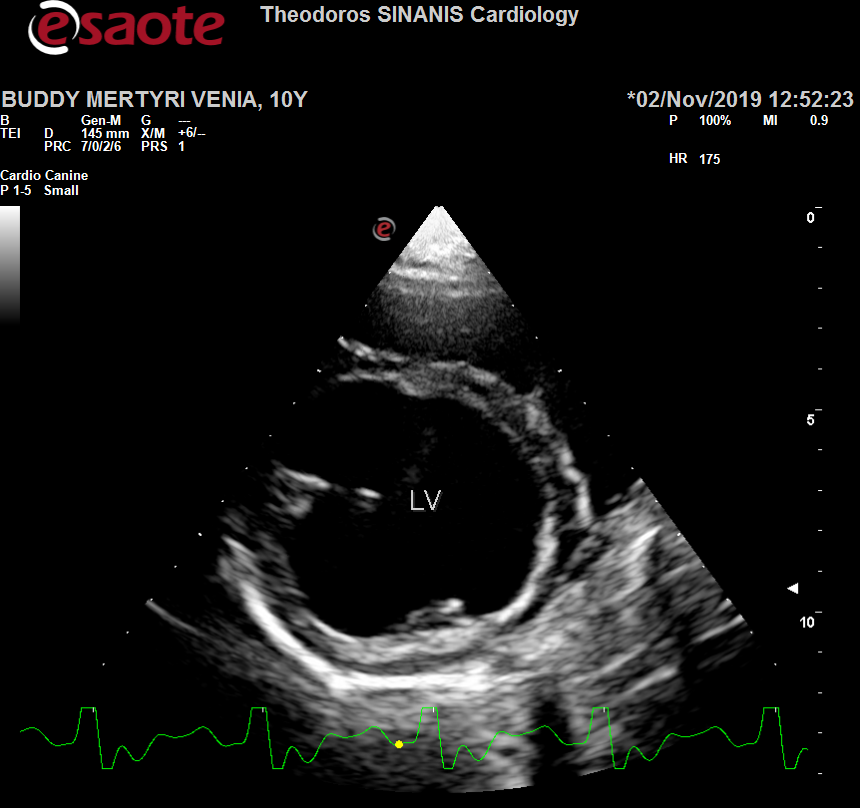 esaote
Theodoros SINANIS Cardiology
BUDDY MERTYRI VENIA, 10Y
*02/Nov/2019 12:52:23
B Gen-M G ---
TEI D 145 mm X/M +6/--
PRC 7/0/2/6 PRS 1
P 100% MI 0.9
HR 175
Cardio Canine
P 1-5 Small
e
0
5
LV
10